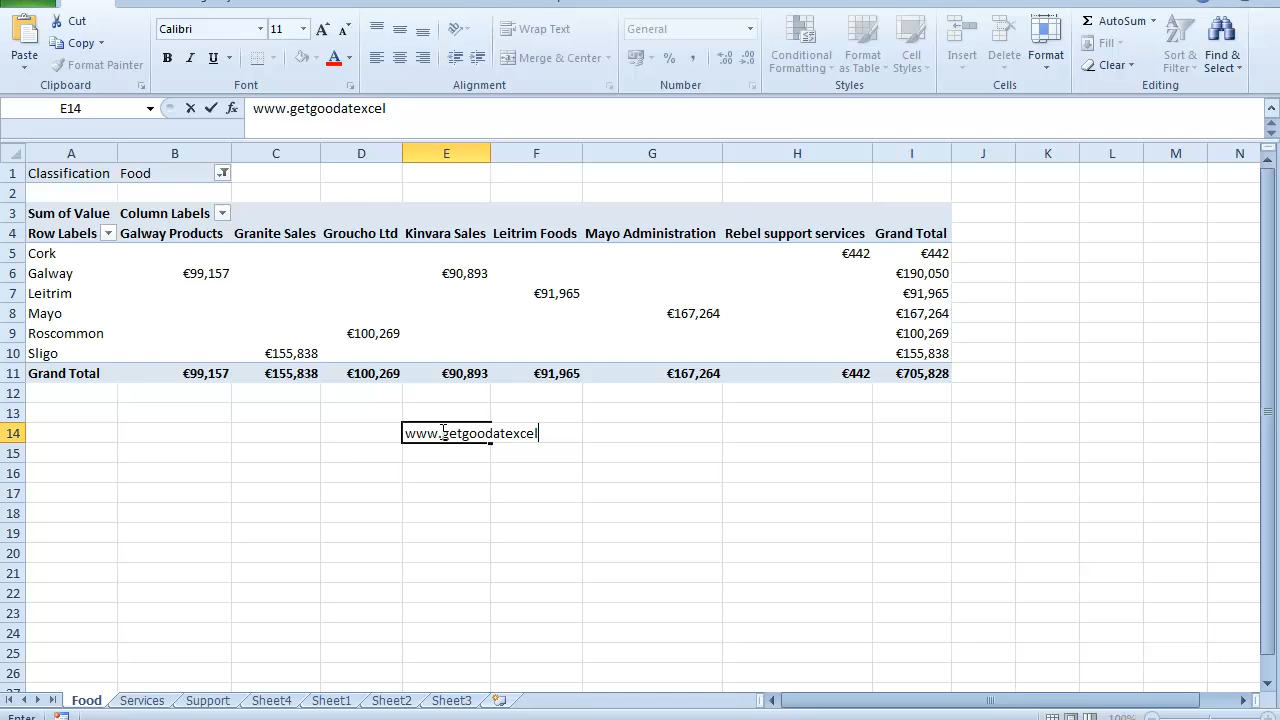 Cut
Copy
Format Painter
Paste
Clipboard
Calibri 11
B I U A
Font
Wrap Text
Merge & Center
Alignment
General
% , .00
Number
Conditional Formatting
Format as Table
Cell Styles
Styles
Insert Delete Format
Cells
Σ AutoSum
Fill
Clear
Sort & Filter
Find & Select
Editing
E14 fx www.getgoodatexcel
A B C D E F G H I J K L M N
1 Classification Food
2
3 Sum of Value Column Labels
4 Row Labels Galway Products Granite Sales Groucho Ltd Kinvara Sales Leitrim Foods Mayo Administration Rebel support services Grand Total
5 Cork €442 €442
6 Galway €99,157 €90,893 €190,050
7 Leitrim €91,965 €91,965
8 Mayo €167,264 €167,264
9 Roscommon €100,269 €100,269
10 Sligo €155,838 €155,838
11 Grand Total €99,157 €155,838 €100,269 €90,893 €91,965 €167,264 €442 €705,828
12
13
14 www.getgoodatexcel
15
16
17
18
19
20
21
22
23
24
25
26
27
Food Services Support Sheet4 Sheet1 Sheet2 Sheet3
Enter 100%